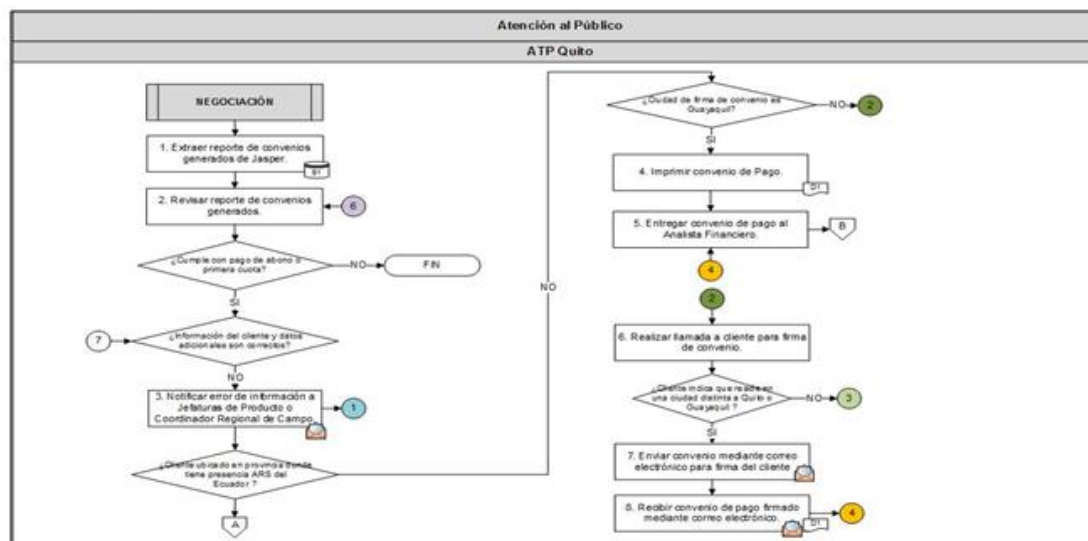 Atención al Público
ATP Quito
NEGOCIACIÓN
1. Extraer reporte de convenios
generados de Jasper.
B1
2. Revisar reporte de convenios
generados.
6
¿Cumple con pago de abono o
primera cuota?
NO
FIN
SI
7
¿Información del cliente y datos
adicionales son correctos?
NO
3. Notificar error de información a
Jefaturas de Producto o
Coordinador Regional de Campo.
1
¿Cliente ubicado en provincia donde
tiene presencia ARS del
Ecuador ?
A
NO
¿Ciudad de firma de convenio es
Guayaquil?
NO
2
SI
4. Imprimir convenio de Pago.
D1
5. Entregar convenio de pago al
Analista Financiero.
B
4
2
6. Realizar llamada a cliente para firma
de convenio.
¿Cliente indica que reside en
una ciudad distinta a Quito o
Guayaquil ?
NO
3
SI
7. Enviar convenio mediante correo
electrónico para firma del cliente
8. Recibir convenio de pago firmado
mediante correo electrónico.
D1
4